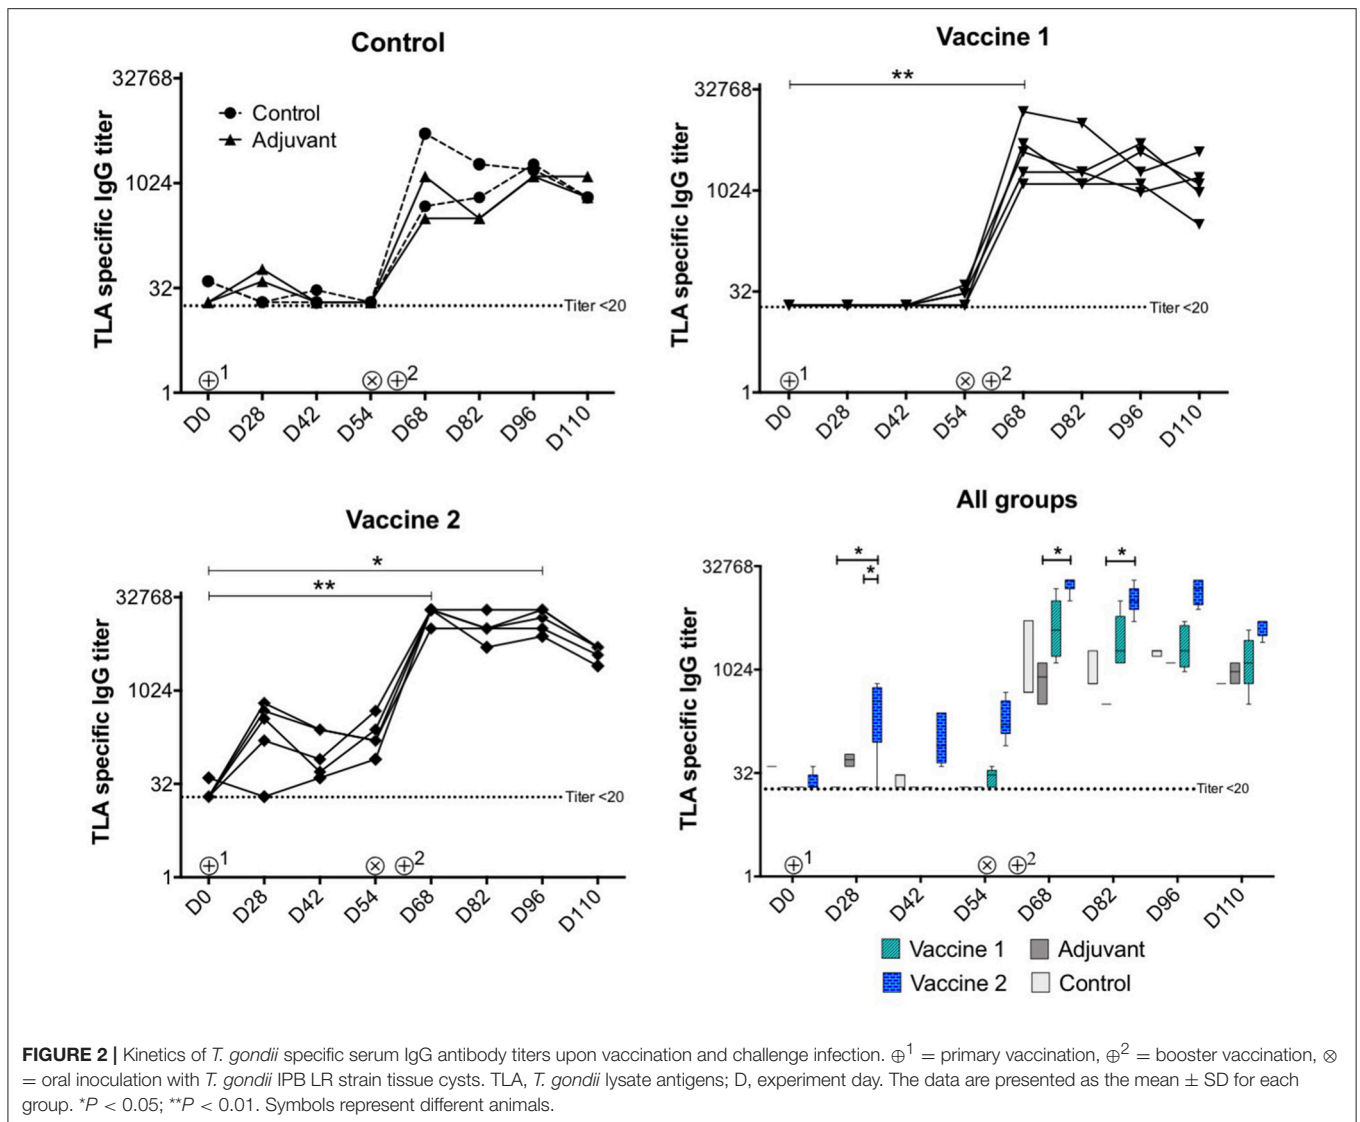 Control
32768
1024
32
1
TLA specific IgG titer
Control
Adjuvant
Titer <20
⊕1
⊗ ⊕2
D0 D28 D42 D54 D68 D82 D96 D110
Vaccine 1
32768
1024
32
1
TLA specific IgG titer
**
Titer <20
⊕1
⊗ ⊕2
D0 D28 D42 D54 D68 D82 D96 D110
Vaccine 2
32768
1024
32
1
TLA specific IgG titer
*
**
Titer <20
⊕1
⊗ ⊕2
D0 D28 D42 D54 D68 D82 D96 D110
All groups
32768
1024
32
1
TLA specific IgG titer
* * *
*
Titer <20
⊕1
⊗ ⊕2
D0 D28 D42 D54 D68 D82 D96 D110
Vaccine 1 Adjuvant
Vaccine 2 Control
FIGURE 2 | Kinetics of T. gondii specific serum IgG antibody titers upon vaccination and challenge infection. ⊕1 = primary vaccination, ⊕2 = booster vaccination, ⊗
= oral inoculation with T. gondii IPB LR strain tissue cysts. TLA, T. gondii lysate antigens; D, experiment day. The data are presented as the mean ± SD for each
group. *P < 0.05; **P < 0.01. Symbols represent different animals.